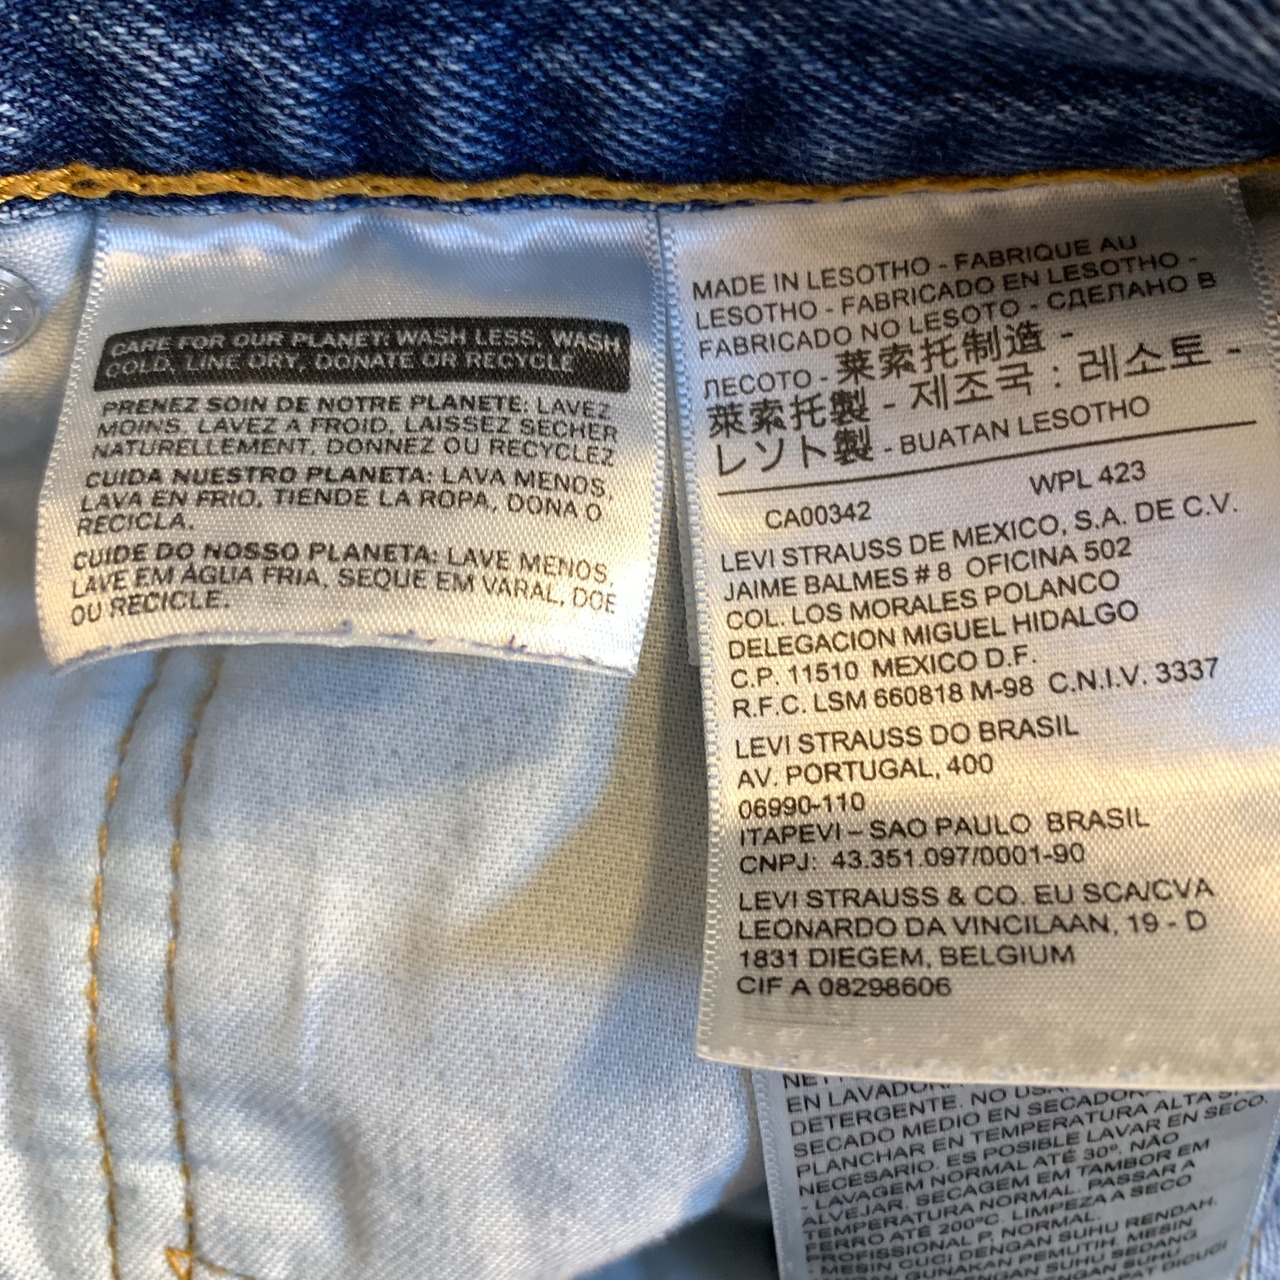 CARE FOR OUR PLANET: WASH LESS, WASH
COLD, LINE DRY, DONATE OR RECYCLE
PRENEZ SOIN DE NOTRE PLANETE: LAVEZ
MOINS, LAVEZ A FROID, LAISSEZ SECHER
NATURELLEMENT, DONNEZ OU RECYCLEZ
CUIDA NUESTRO PLANETA: LAVA MENOS,
LAVA EN FRIO, TIENDE LA ROPA, DONA O
RECICLA.
CUIDE DO NOSSO PLANETA: LAVE MENOS,
LAVE EM ÁGUA FRIA, SEQUE EM VARAL, DOE
OU RECICLE.
MADE IN LESOTHO - FABRIQUE AU
LESOTHO - FABRICADO EN LESOTHO -
FABRICADO NO LESOTO - СДЕЛАНО В
ЛЕСОТО - 莱索托制造 -
萊索托製 - 제조국 : 레소토 -
レソト製 - BUATAN LESOTHO
CA00342 WPL 423
LEVI STRAUSS DE MEXICO, S.A. DE C.V.
JAIME BALMES # 8 OFICINA 502
COL. LOS MORALES POLANCO
DELEGACION MIGUEL HIDALGO
C.P. 11510 MEXICO D.F.
R.F.C. LSM 660818 M-98 C.N.I.V. 3337
LEVI STRAUSS DO BRASIL
AV. PORTUGAL, 400
06990-110
ITAPEVI – SAO PAULO BRASIL
CNPJ: 43.351.097/0001-90
LEVI STRAUSS & CO. EU SCA/CVA
LEONARDO DA VINCILAAN, 19 - D
1831 DIEGEM, BELGIUM
CIF A 08298606
EN LAVADORA
DETERGENTE. NO
SECADO MEDIO EN SECADOR
PLANCHAR EN TEMPERATURA ALTA
NECESARIO. ES POSIBLE LAVAR EN SECO.
- LAVAGEM NORMAL ATÉ 30º, NÃO
ALVEJAR. SECAGEM EM TAMBOR EM
TEMPERATURA NORMAL. PASSAR A
FERRO ATÉ 200ºC. LIMPEZA A SECO
PROFISSIONAL P, NORMAL.
- MESIN CUCI DENGAN SUHU RENDAH.
GUNAKAN PEMUTIH. MESIN
DENGAN SUHU SEDANG